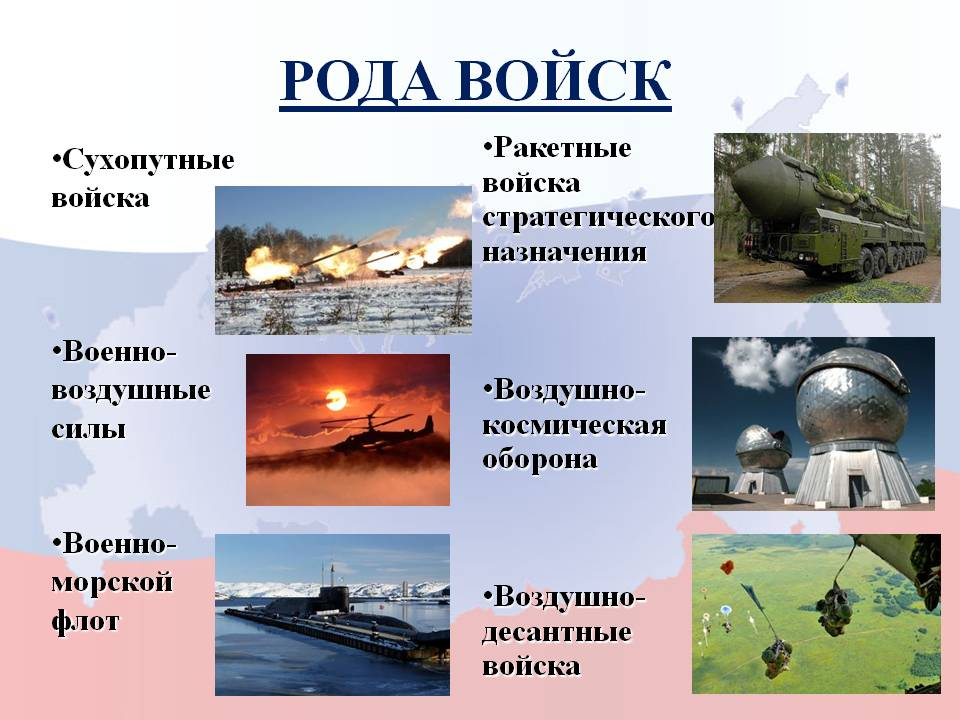 РОДА ВОЙСК
•Сухопутные
войска
•Военно-
воздушные
силы
•Военно-
морской
флот
•Ракетные
войска
стратегического
назначения
•Воздушно-
космическая
оборона
•Воздушно-
десантные
войска